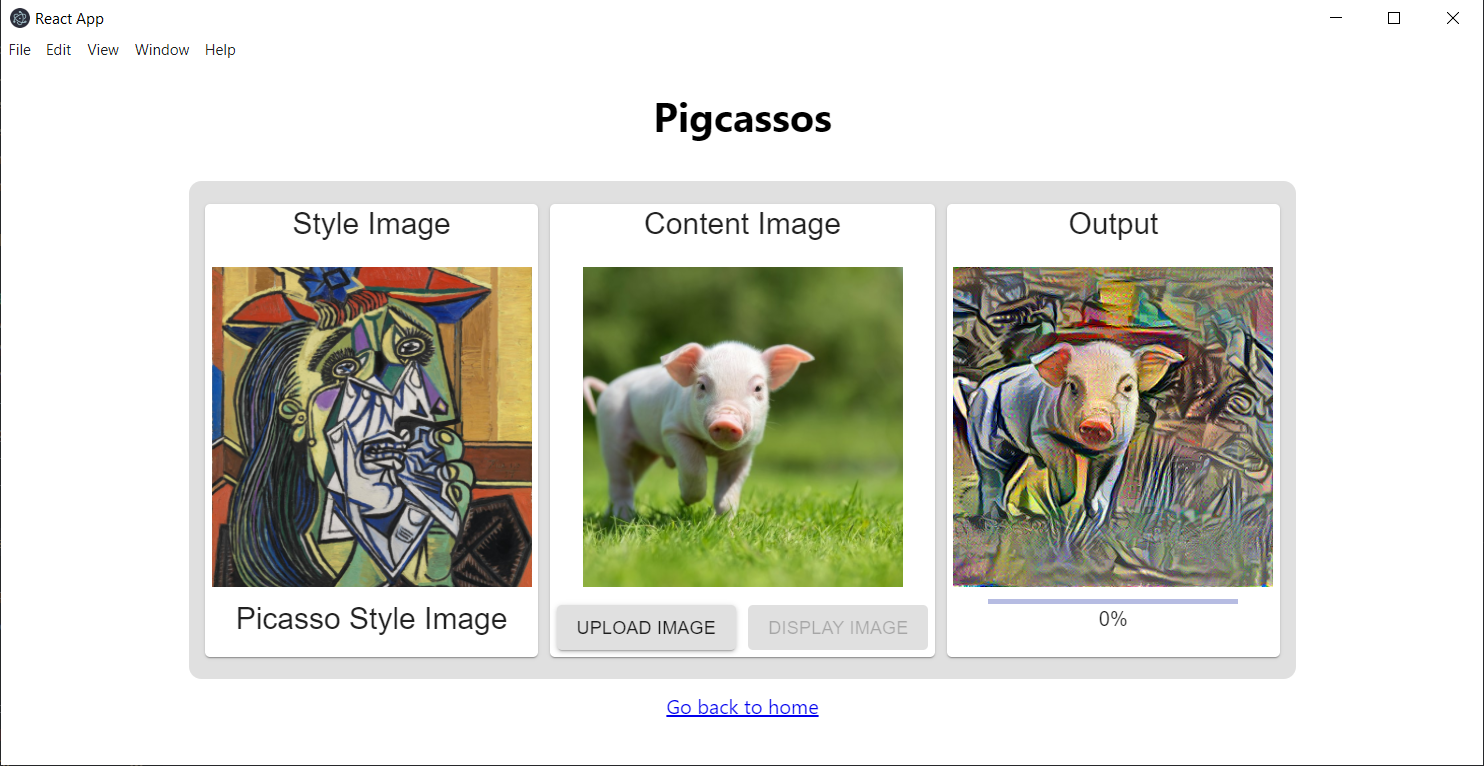 React App
File Edit View Window Help
Pigcassos
Style Image
Content Image
Output
Picasso Style Image
UPLOAD IMAGE
DISPLAY IMAGE
0%
Go back to home